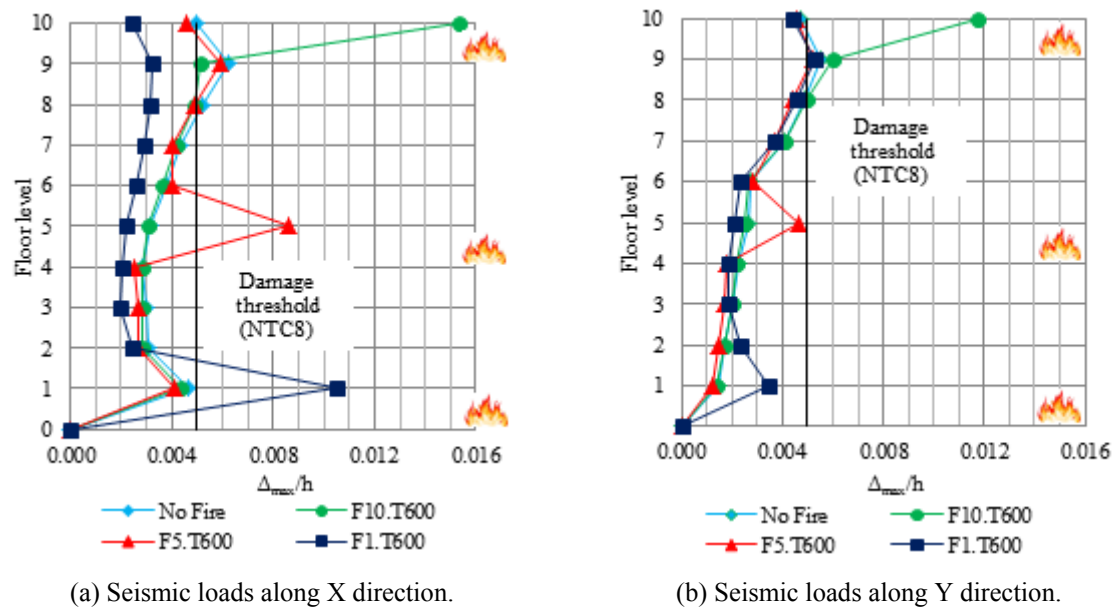 10
9
8
7
6
5
4
3
2
1
0
Floor level
Damage
threshold
(NTC8)
0.000 0.004 0.008 0.012 0.016
Δmax/h
No Fire F10.T600
F5.T600 F1.T600
(a) Seismic loads along X direction.
10
9
8
7
6
5
4
3
2
1
Floor level
Damage
threshold
(NTC8)
0.000 0.004 0.008 0.012 0.016
Δmax/h
No Fire F10.T600
F5.T600 F1.T600
(b) Seismic loads along Y direction.